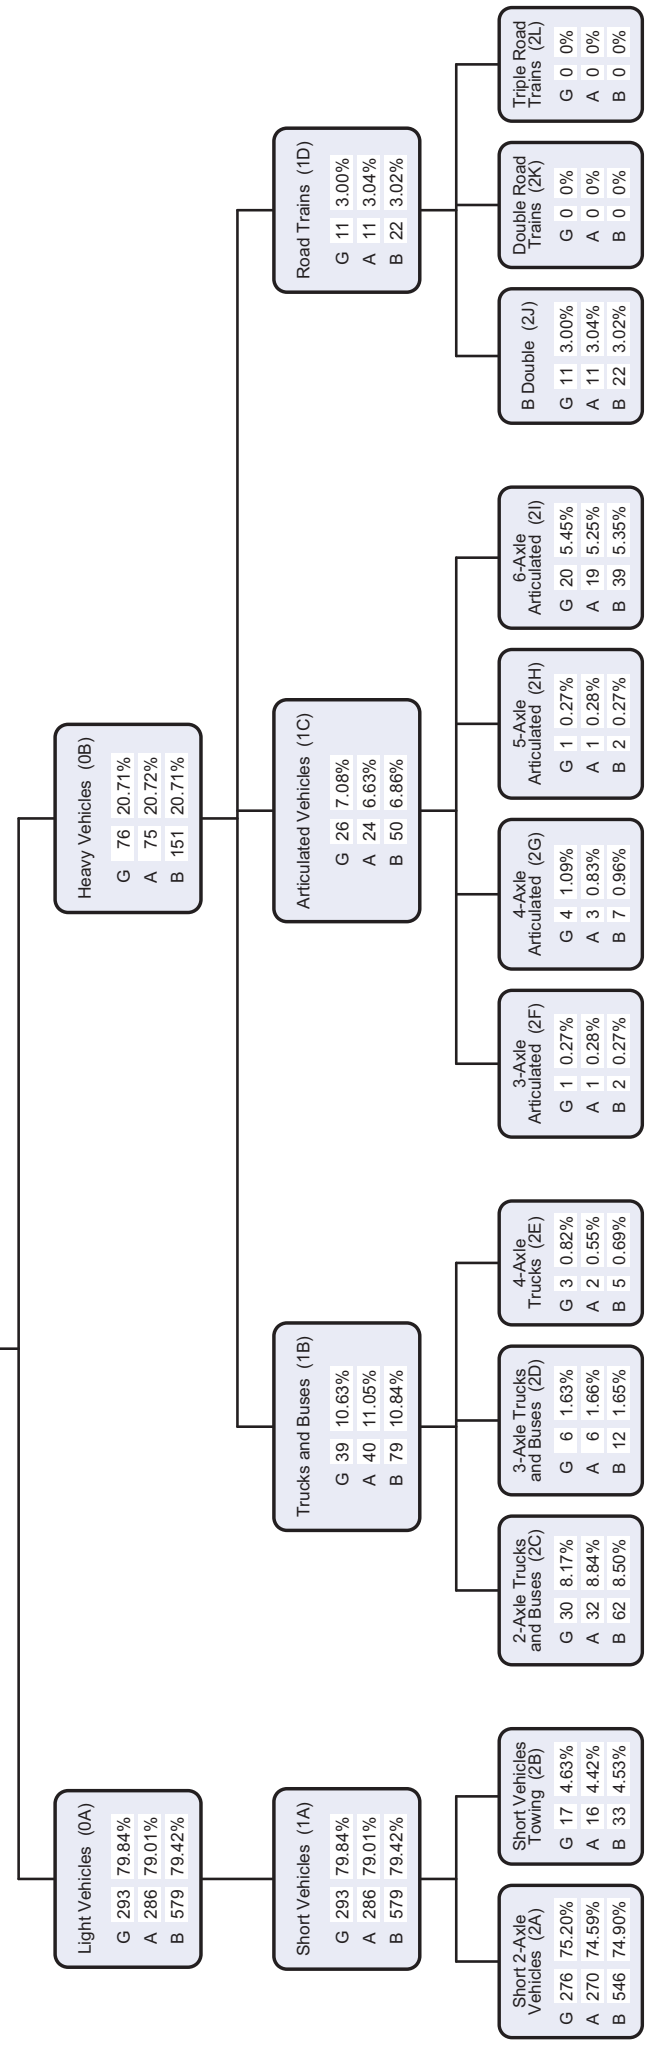 Light Vehicles (0A)
G 293 79.84%
A 286 79.01%
B 579 79.42%
Heavy Vehicles (0B)
G 76 20.71%
A 75 20.72%
B 151 20.71%
Short Vehicles (1A)
G 293 79.84%
A 286 79.01%
B 579 79.42%
Trucks and Buses (1B)
G 39 10.63%
A 40 11.05%
B 79 10.84%
Articulated Vehicles (1C)
G 26 7.08%
A 24 6.63%
B 50 6.86%
Road Trains (1D)
G 11 3.00%
A 11 3.04%
B 22 3.02%
Short 2-Axle
Vehicles (2A)
G 276 75.20%
A 270 74.59%
B 546 74.90%
Short Vehicles
Towing (2B)
G 17 4.63%
A 16 4.42%
B 33 4.53%
2-Axle Trucks
and Buses (2C)
G 30 8.17%
A 32 8.84%
B 62 8.50%
3-Axle Trucks
and Buses (2D)
G 6 1.63%
A 6 1.66%
B 12 1.65%
4-Axle
Trucks (2E)
G 3 0.82%
A 2 0.55%
B 5 0.69%
3-Axle
Articulated (2F)
G 1 0.27%
A 1 0.28%
B 2 0.27%
4-Axle
Articulated (2G)
G 4 1.09%
A 3 0.83%
B 7 0.96%
5-Axle
Articulated (2H)
G 1 0.27%
A 1 0.28%
B 2 0.27%
6-Axle
Articulated (2I)
G 20 5.45%
A 19 5.25%
B 39 5.35%
B Double (2J)
G 11 3.00%
A 11 3.04%
B 22 3.02%
Double Road
Trains (2K)
G 0 0%
A 0 0%
B 0 0%
Triple Road
Trains (2L)
G 0 0%
A 0 0%
B 0 0%